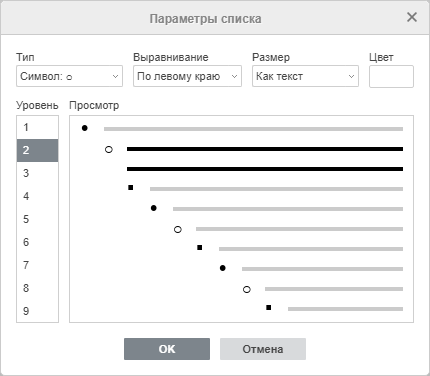 Параметры списка
Тип Выравнивание Размер Цвет
Символ: ○ По левому краю Как текст
Уровень Просмотр
1
2
3
4
5
6
7
8
9
OK Отмена